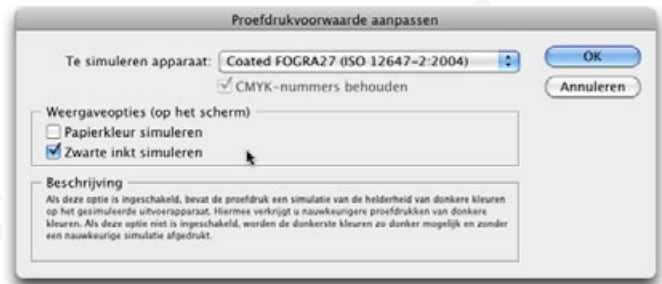 Proefdrukvoorwaarde aanpassen
Te simuleren apparaat: Coated FOGRA27 (ISO 12647-2:2004)
OK
CMYK-nummers behouden
Annuleren
Weergaveopties (op het scherm)
Papierkleur simuleren
Zwarte inkt simuleren
Beschrijving
Als deze optie is ingeschakeld, bevat de proefdruk een simulatie van de helderheid van donkere kleuren
op het gesimuleerde uitvoerapparaat. Hiermee verkrijgt u nauwkeurigere proefdrukken van donkere
kleuren. Als deze optie niet is ingeschakeld, worden de donkerste kleuren zo donker mogelijk en zonder
een nauwkeurige simulatie afgedrukt.